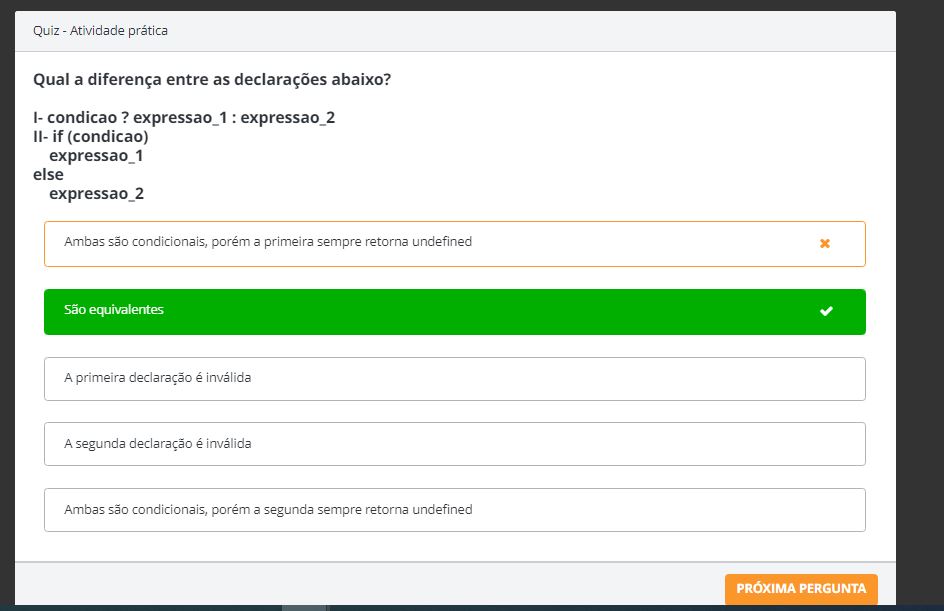 Quiz - Atividade prática
Qual a diferença entre as declarações abaixo?
I- condicao ? expressao_1 : expressao_2
II- if (condicao)
expressao_1
else
expressao_2
Ambas são condicionais, porém a primeira sempre retorna undefined
São equivalentes
A primeira declaração é inválida
A segunda declaração é inválida
Ambas são condicionais, porém a segunda sempre retorna undefined
PRÓXIMA PERGUNTA